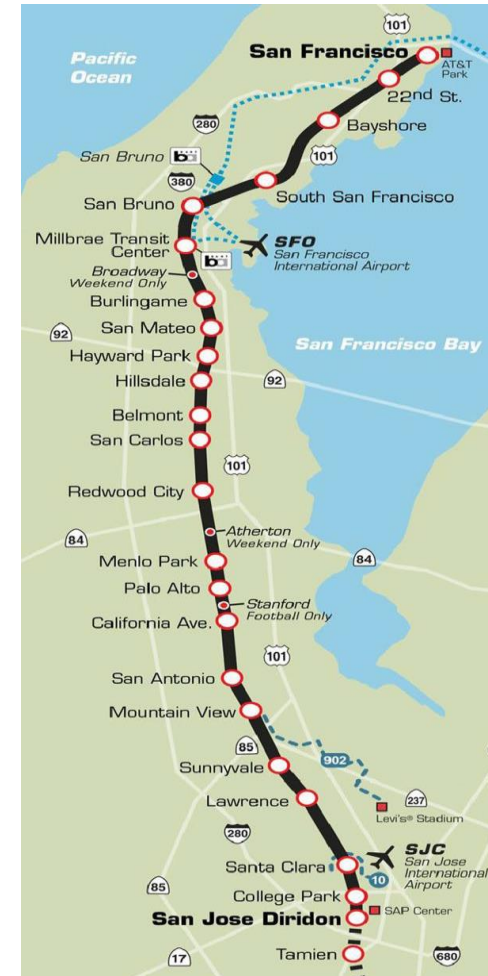 101
San Francisco
AT&T
Park
Pacific
Ocean
22nd St.
280
Bayshore
101
San Bruno
ba
380
South San Francisco
San Bruno
Millbrae Transit
Center
SFO
San Francisco
International Airport
ba
Broadway
Weekend Only
Burlingame
San Mateo
92
San Francisco Bay
Hayward Park
Hillsdale
92
Belmont
San Carlos
101
Redwood City
Atherton
Weekend Only
84
Menlo Park
84
Palo Alto
Stanford
Football Only
California Ave.
101
San Antonio
Mountain View
85
902
Sunnyvale
Lawrence
237
Levi's® Stadium
280
SJC
San Jose
International
Airport
Santa Clara
10
85
College Park
San Jose Diridon
SAP Center
17
Tamien
680